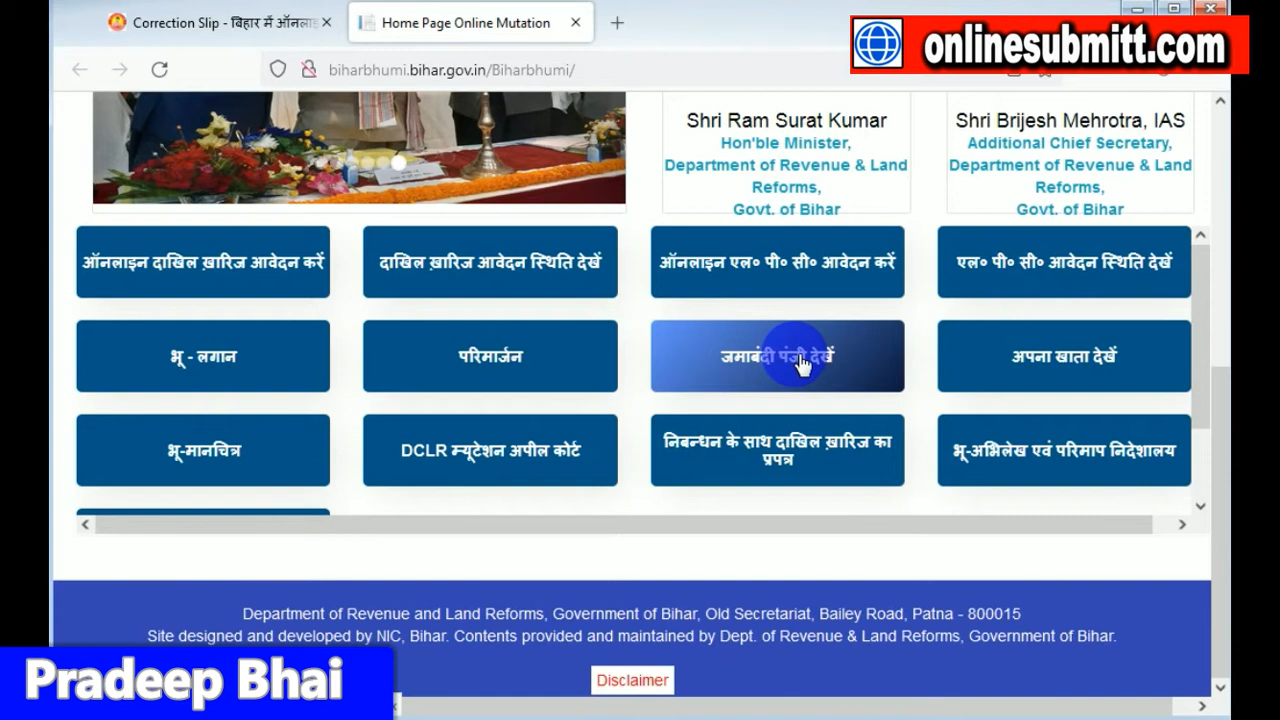 Correction Slip - बिहार में ऑनलाइ
Home Page Online Mutation
onlinesubmitt.com
biharbhumi.bihar.gov.in/Biharbhumi/
Shri Ram Surat Kumar
Hon'ble Minister,
Department of Revenue & Land
Reforms,
Govt. of Bihar
Shri Brijesh Mehrotra, IAS
Additional Chief Secretary,
Department of Revenue & Land
Reforms,
Govt. of Bihar
ऑनलाइन दाखिल ख़ारिज आवेदन करें
दाखिल ख़ारिज आवेदन स्थिति देखें
ऑनलाइन एल० पी० सी० आवेदन करें
एल० पी० सी० आवेदन स्थिति देखें
भू - लगान
परिमार्जन
जमाबंदी पंजी देखें
अपना खाता देखें
भू-मानचित्र
DCLR म्यूटेशन अपील कोर्ट
निबन्धन के साथ दाखिल ख़ारिज का
प्रपत्र
भू-अभिलेख एवं परिमाप निदेशालय
Department of Revenue and Land Reforms, Government of Bihar, Old Secretariat, Bailey Road, Patna - 800015
Site designed and developed by NIC, Bihar. Contents provided and maintained by Dept. of Revenue & Land Reforms, Government of Bihar.
Disclaimer
Pradeep Bhai